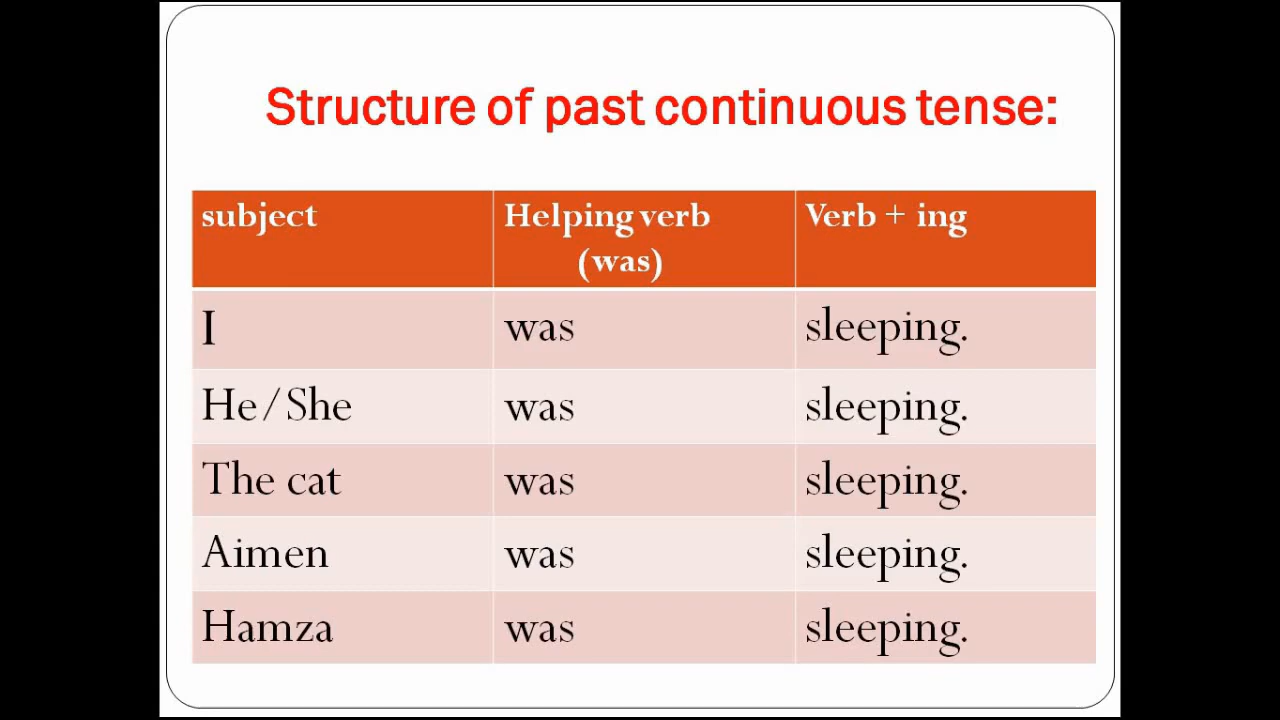 Structure of past continuous tense:
subject Helping verb Verb + ing
(was)
I was sleeping.
He/She was sleeping.
The cat was sleeping.
Aimen was sleeping.
Hamza was sleeping.